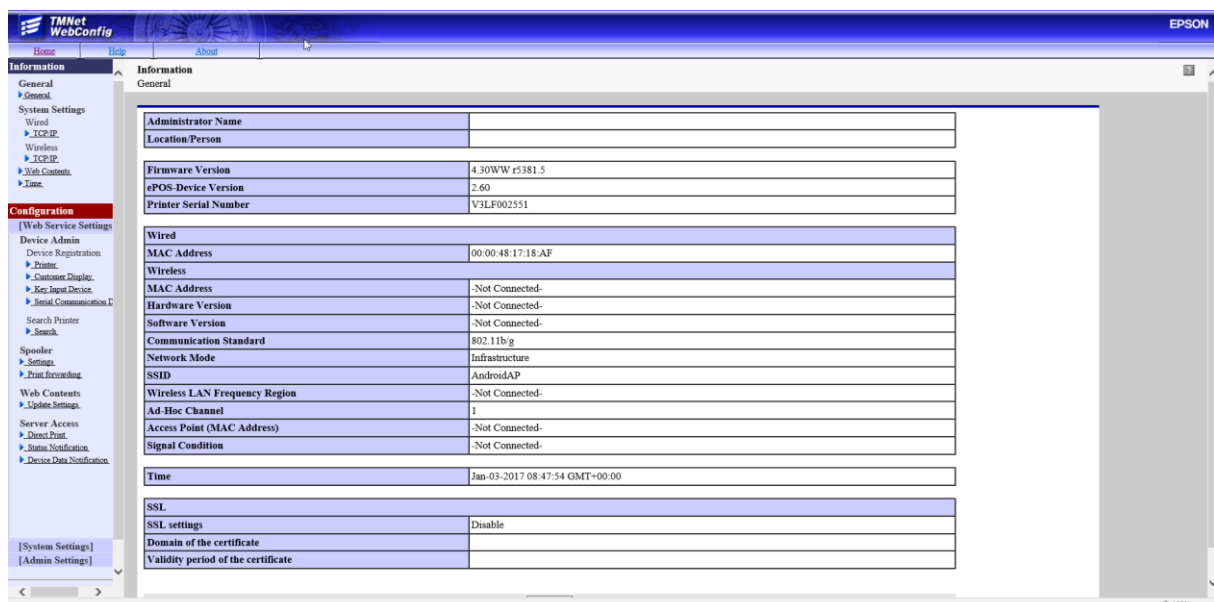 TMNet
WebConfig
EPSON
Home Help About
Information
General
General
System Settings
Wired
TCP/IP
Wireless
TCP/IP
Web Contents
Time
Configuration
[Web Service Settings
Device Admin
Device Registration
Printer
Customer Display
Key Input Device
Serial Communication D
Search Printer
Search
Spooler
Settings
Print forwarding
Web Contents
Update Settings
Server Access
Direct Print
Status Notification
Device Data Notification
[System Settings]
[Admin Settings]
Information
General
?
Administrator Name
Location/Person
Firmware Version 4.30WW r5381.5
ePOS-Device Version 2.60
Printer Serial Number V3LF002551
Wired
MAC Address 00:00:48:17:18:AF
Wireless
MAC Address -Not Connected-
Hardware Version -Not Connected-
Software Version -Not Connected-
Communication Standard 802.11b/g
Network Mode Infrastructure
SSID AndroidAP
Wireless LAN Frequency Region -Not Connected-
Ad-Hoc Channel 1
Access Point (MAC Address) -Not Connected-
Signal Condition -Not Connected-
Time Jan-03-2017 08:47:54 GMT+00:00
SSL
SSL settings Disable
Domain of the certificate
Validity period of the certificate